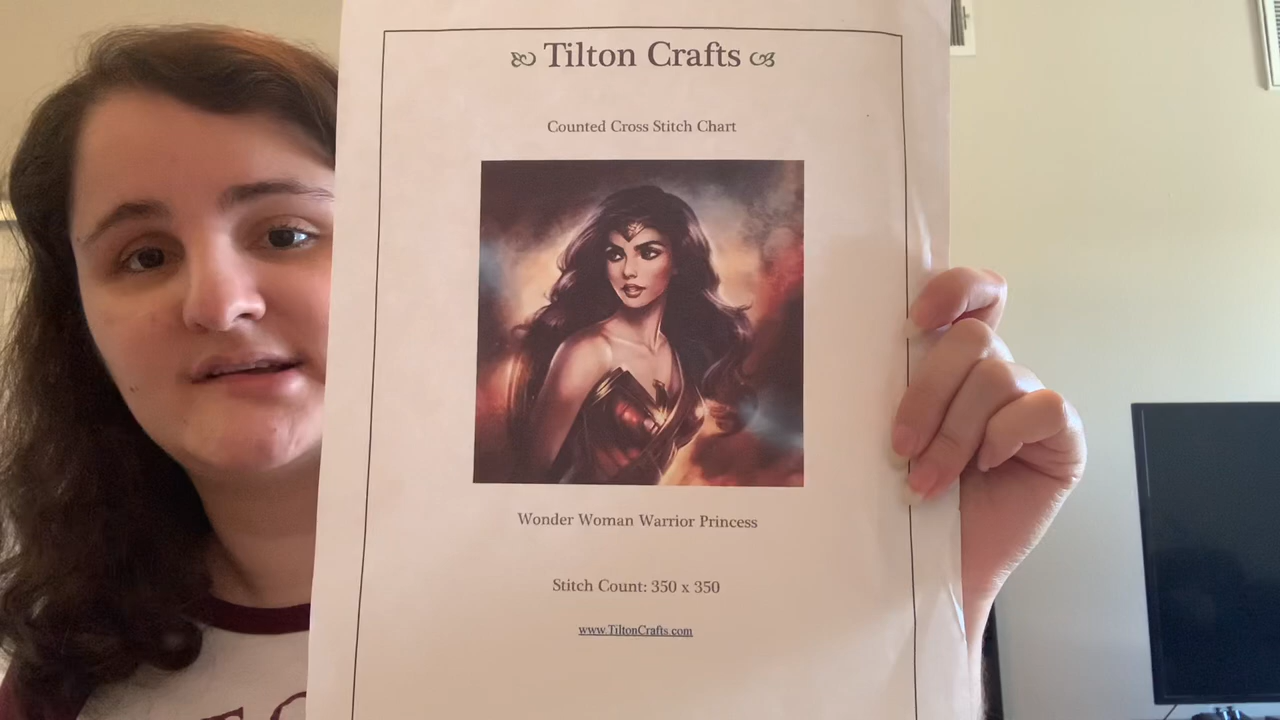 Tilton Crafts
Counted Cross Stitch Chart
Wonder Woman Warrior Princess
Stitch Count: 350 x 350
www.TiltonCrafts.com